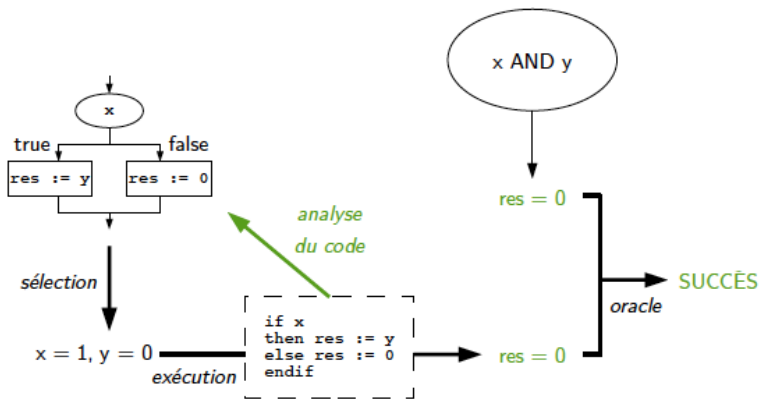 x AND y
x
true
false
res := y
res := 0
res = 0
analyse
du code
sélection
SUCCÈS
oracle
if x
then res := y
else res := 0
endif
x = 1, y = 0
exécution
res = 0